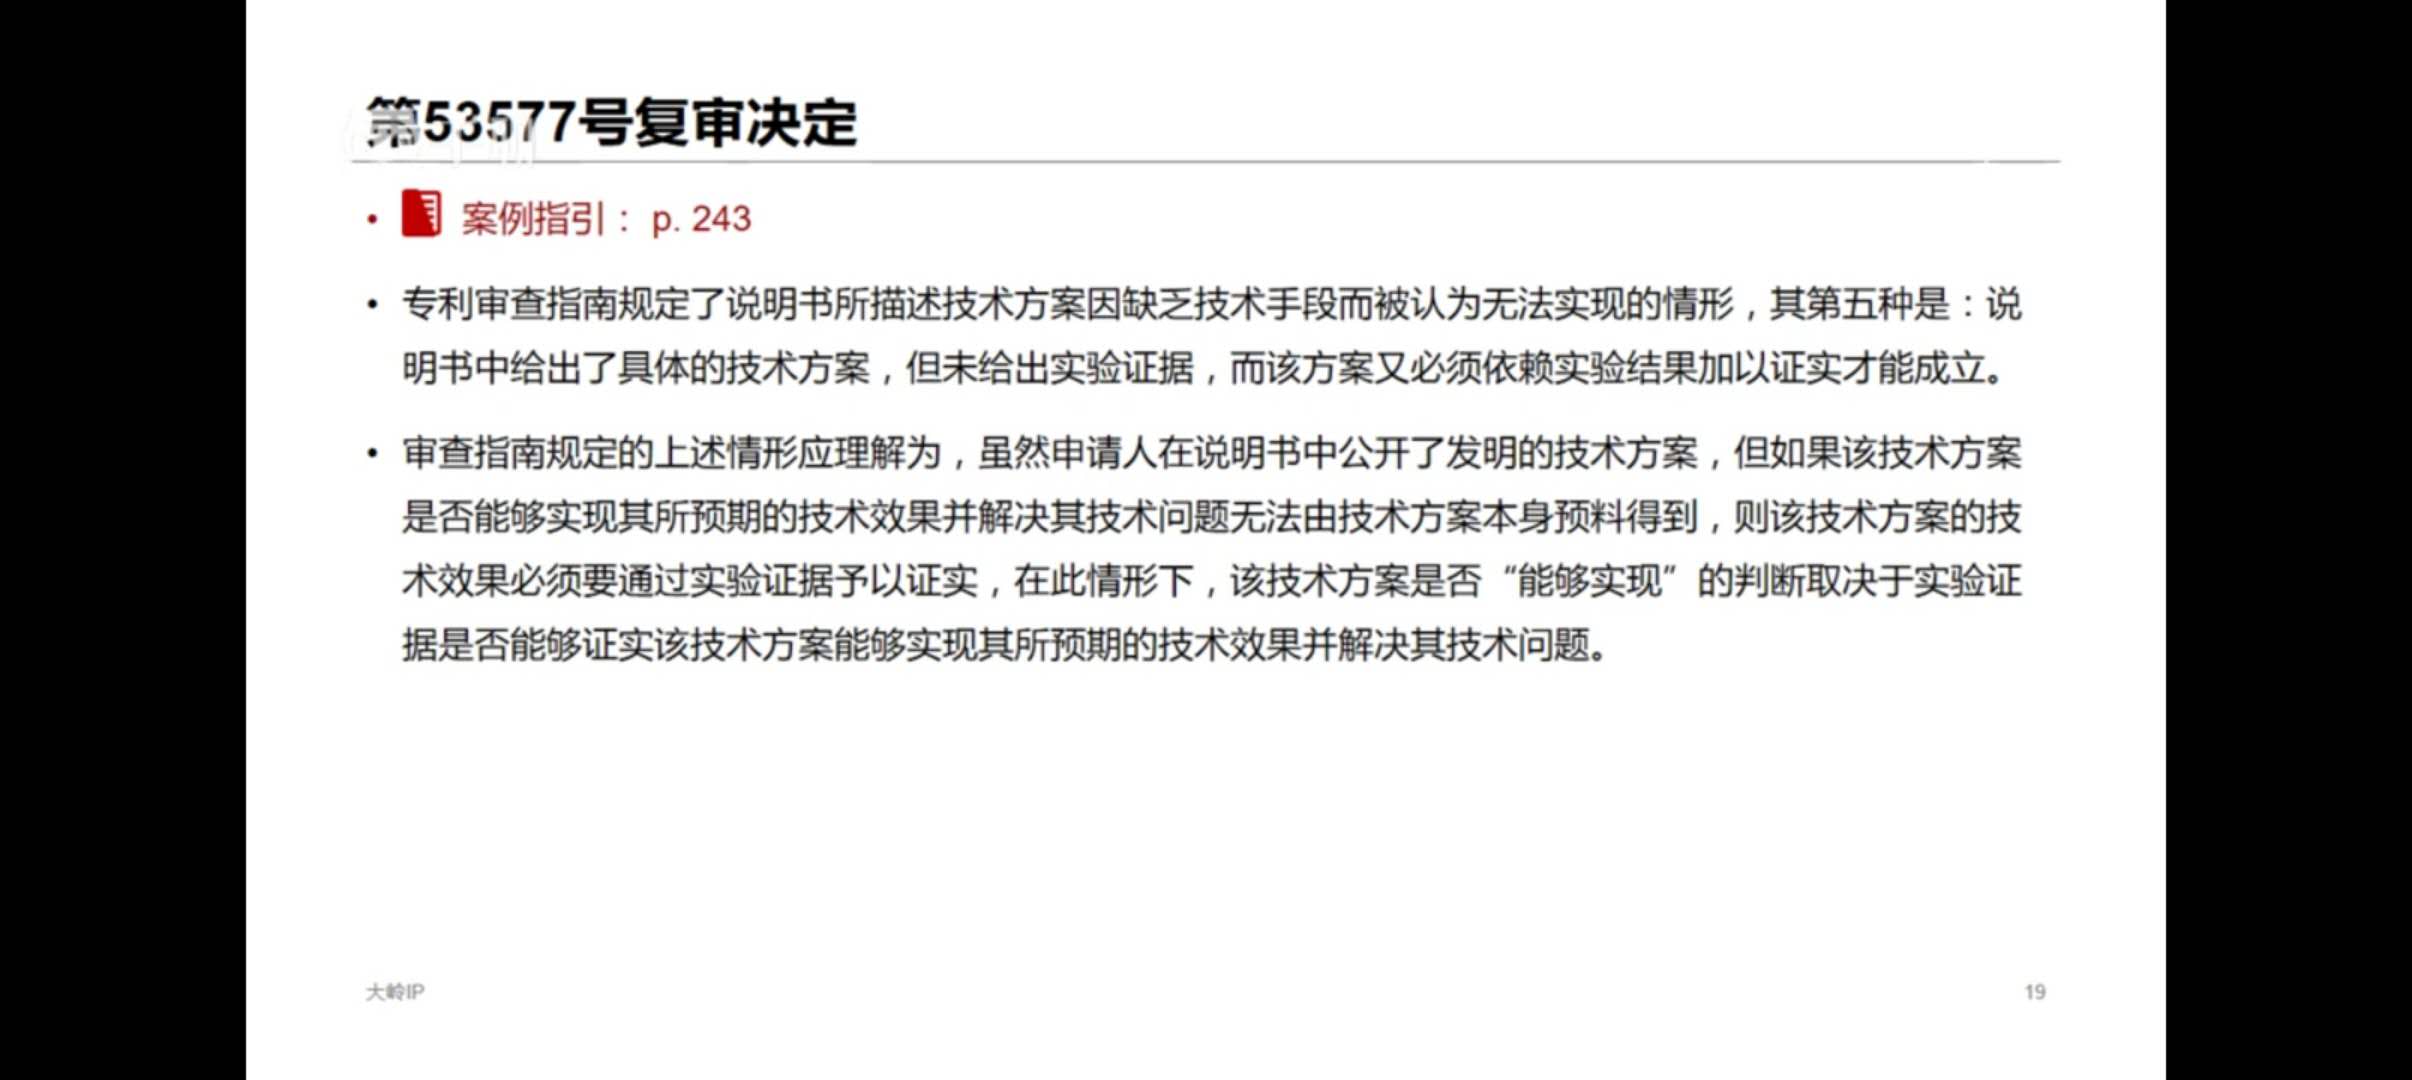 第53577号复审决定
• 案例指引： p. 243
• 专利审查指南规定了说明书所描述技术方案因缺乏技术手段而被认为无法实现的情形，其第五种是：说
明书中给出了具体的技术方案，但未给出实验证据，而该方案又必须依赖实验结果加以证实才能成立。
• 审查指南规定的上述情形应理解为，虽然申请人在说明书中公开了发明的技术方案，但如果该技术方案
是否能够实现其所预期的技术效果并解决其技术问题无法由技术方案本身预料得到，则该技术方案的技
术效果必须要通过实验证据予以证实，在此情形下，该技术方案是否“能够实现”的判断取决于实验证
据是否能够证实该技术方案能够实现其所预期的技术效果并解决其技术问题。
大岭IP
19